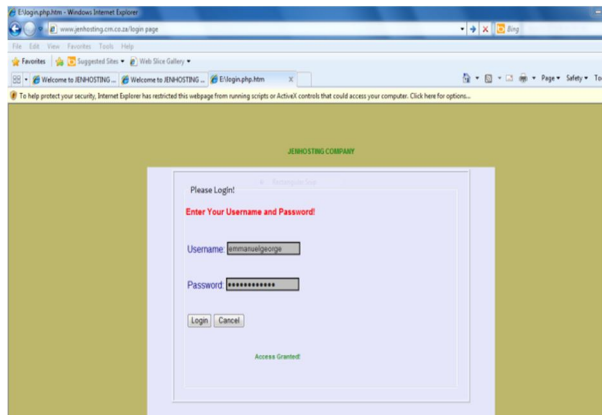 E:\login.php.htm - Windows Internet Explorer
www.jenhosting.cm.co.za/login page
Bing
File Edit View Favorites Tools Help
Favorites Suggested Sites Web Slice Gallery
Welcome to JENHOSTING ... Welcome to JENHOSTING ... E:\login.php.htm X Page Safety Too
To help protect your security, Internet Explorer has restricted this webpage from running scripts or ActiveX controls that could access your computer. Click here for options...
JENHOSTING COMPANY
Please Login!
Enter Your Username and Password!
Username: emmanuelgeorge
Password: ••••••••••••
Login Cancel
Access Granted!